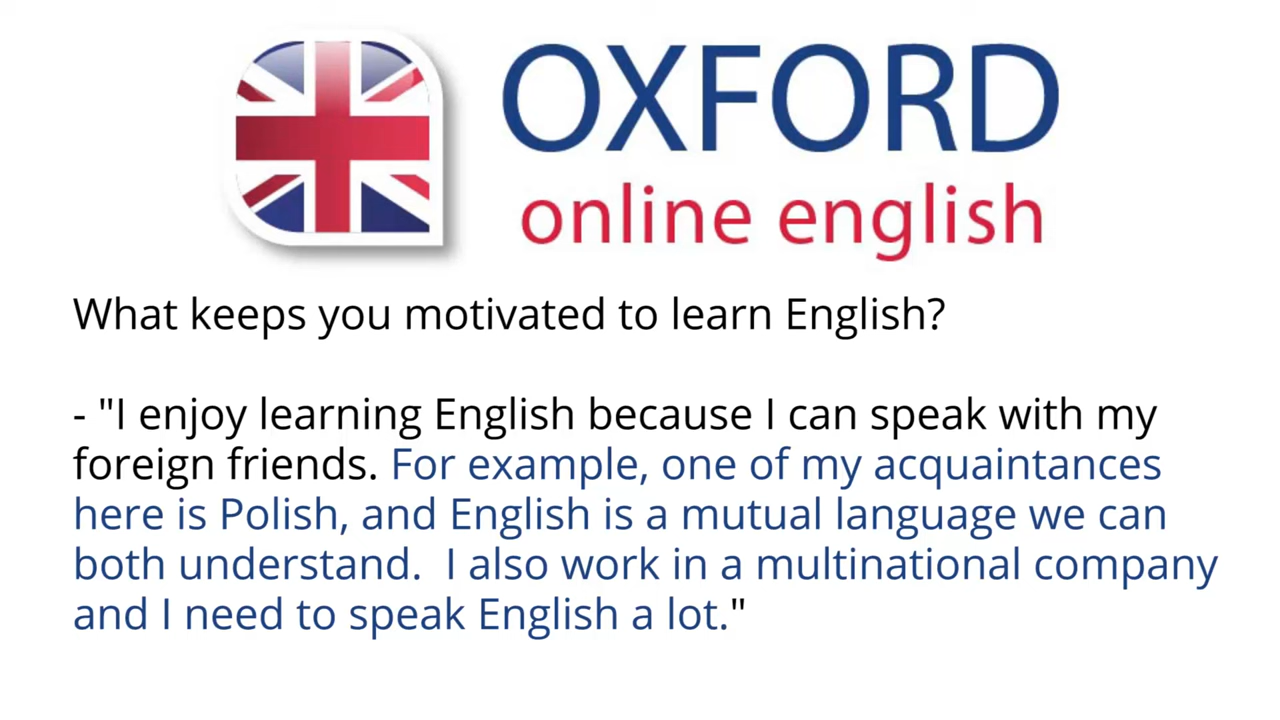 OXFORD
online english
What keeps you motivated to learn English?
- "I enjoy learning English because I can speak with my
foreign friends. For example, one of my acquaintances
here is Polish, and English is a mutual language we can
both understand.  I also work in a multinational company
and I need to speak English a lot."